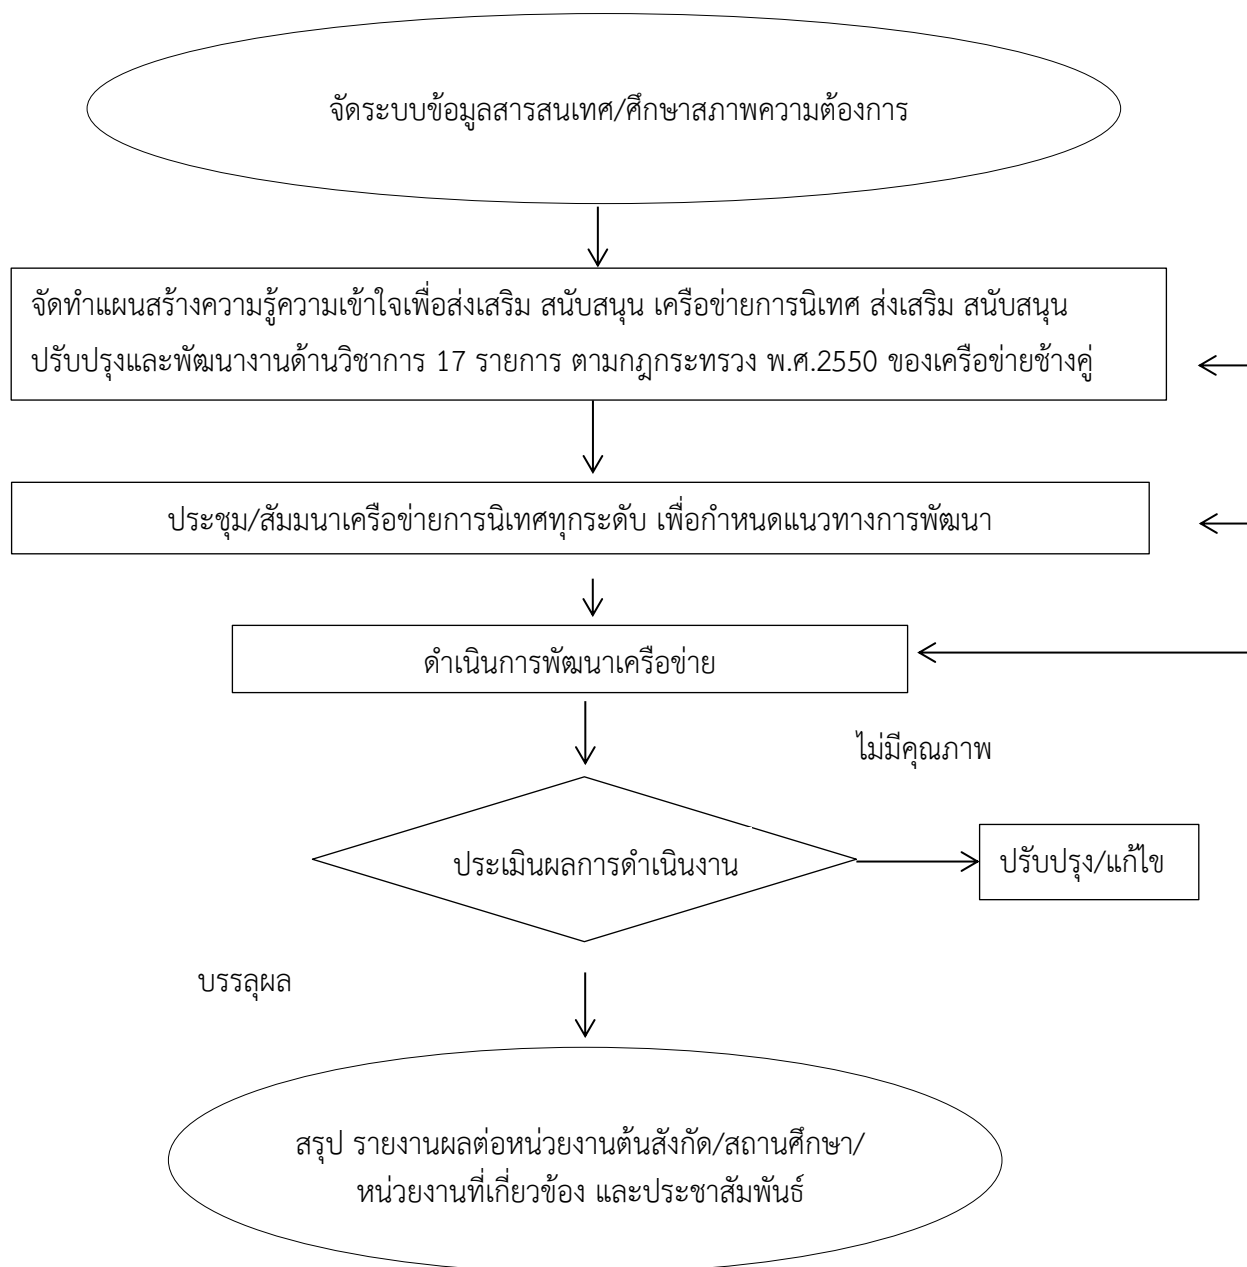 จัดระบบข้อมูลสารสนเทศ/ศึกษาสภาพความต้องการ
จัดทำแผนสร้างความรู้ความเข้าใจเพื่อส่งเสริม สนับสนุน เครือข่ายการนิเทศ ส่งเสริม สนับสนุน
ปรับปรุงและพัฒนางานด้านวิชาการ 17 รายการ ตามกฎกระทรวง พ.ศ.2550 ของเครือข่ายช้างคู่
ประชุม/สัมมนาเครือข่ายการนิเทศทุกระดับ เพื่อกำหนดแนวทางการพัฒนา
ดำเนินการพัฒนาเครือข่าย
ไม่มีคุณภาพ
ประเมินผลการดำเนินงาน
ปรับปรุง/แก้ไข
บรรลุผล
สรุป รายงานผลต่อหน่วยงานต้นสังกัด/สถานศึกษา/
หน่วยงานที่เกี่ยวข้อง และประชาสัมพันธ์